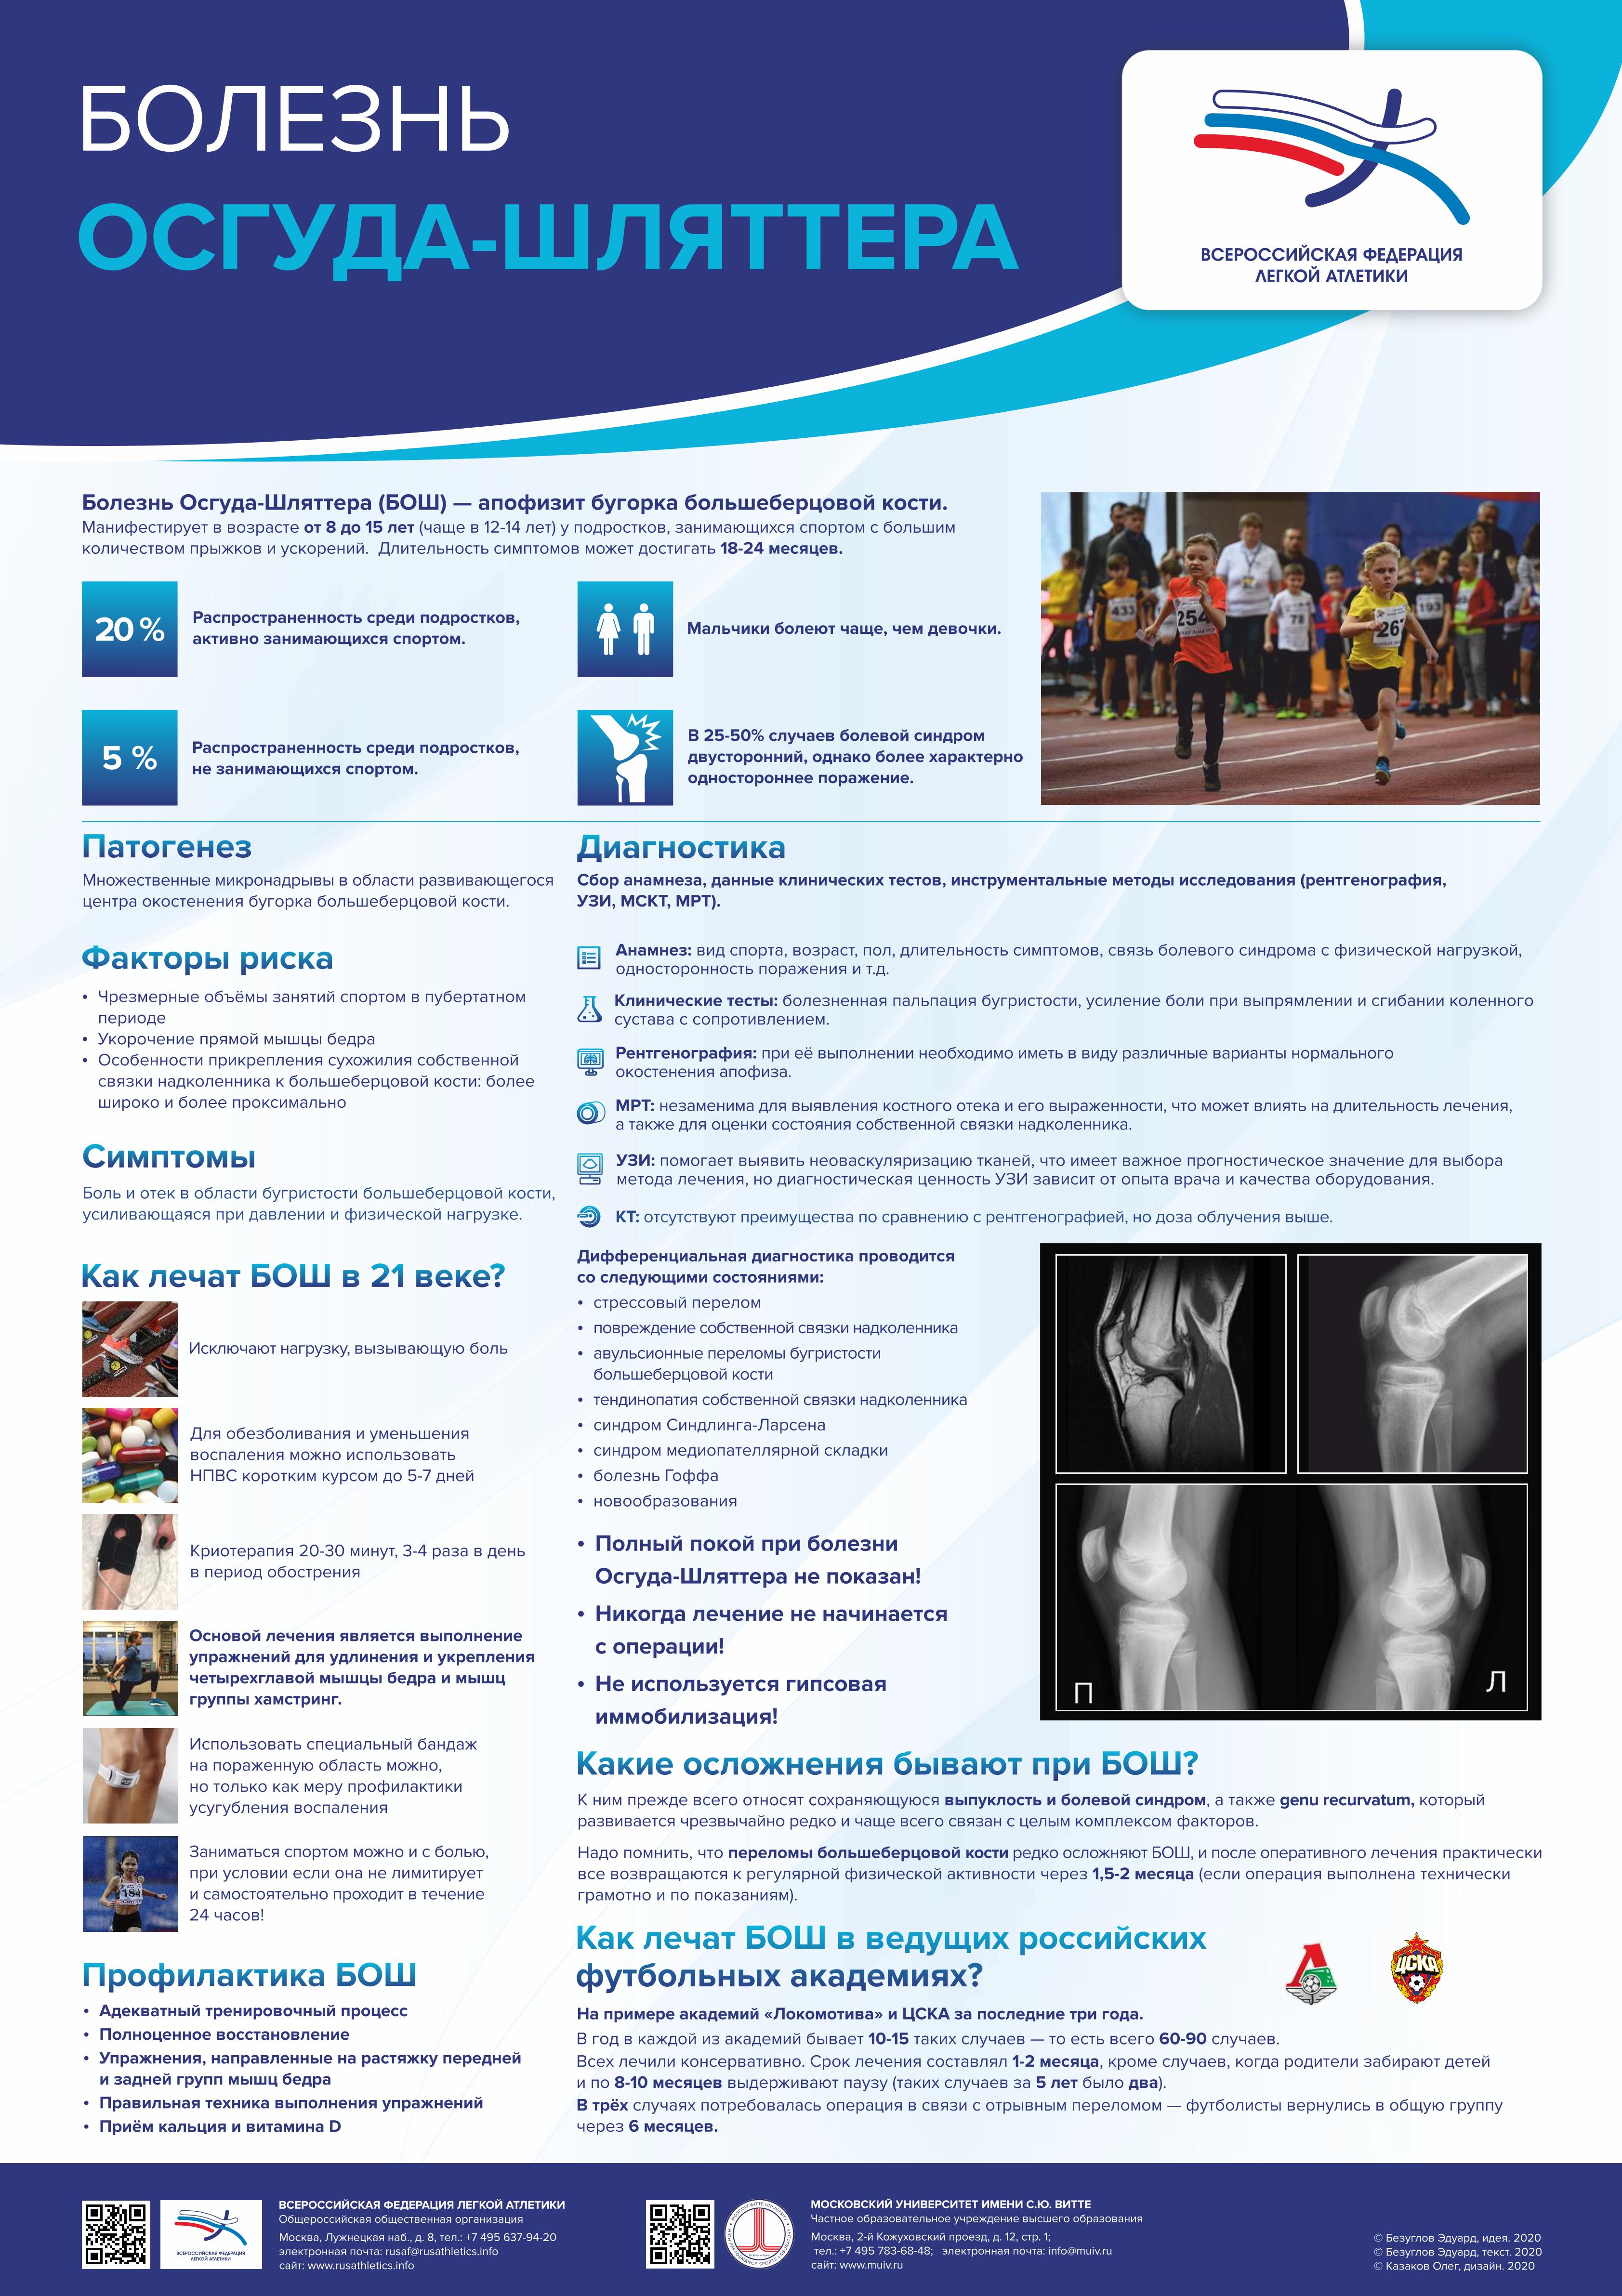 БОЛЕЗНЬ
ОСГУДА-ШЛЯТТЕРА
ВСЕРОССИЙСКАЯ ФЕДЕРАЦИЯ
ЛЕГКОЙ АТЛЕТИКИ
Болезнь Осгуда-Шляттера (БОШ) — апофизит бугорка большеберцовой кости.
Манифестирует в возрасте от 8 до 15 лет (чаще в 12-14 лет) у подростков, занимающихся спортом с большим
количеством прыжков и ускорений. Длительность симптомов может достигать 18-24 месяцев.
20 %
Распространенность среди подростков,
активно занимающихся спортом.
Мальчики болеют чаще, чем девочки.
5 %
Распространенность среди подростков,
не занимающихся спортом.
В 25-50% случаев болевой синдром
двусторонний, однако более характерно
одностороннее поражение.
433
254
78
267
193
Патогенез
Множественные микронадрывы в области развивающегося
центра окостенения бугорка большеберцовой кости.
Факторы риска
• Чрезмерные объёмы занятий спортом в пубертатном
периоде
• Укорочение прямой мышцы бедра
• Особенности прикрепления сухожилия собственной
связки надколенника к большеберцовой кости: более
широко и более проксимально
Симптомы
Боль и отек в области бугристости большеберцовой кости,
усиливающаяся при давлении и физической нагрузке.
Как лечат БОШ в 21 веке?
Исключают нагрузку, вызывающую боль
Для обезболивания и уменьшения
воспаления можно использовать
НПВС коротким курсом до 5-7 дней
Криотерапия 20-30 минут, 3-4 раза в день
в период обострения
Основой лечения является выполнение
упражнений для удлинения и укрепления
четырехглавой мышцы бедра и мышц
группы хамстринг.
Использовать специальный бандаж
на пораженную область можно,
но только как меру профилактики
усугубления воспаления
184
Заниматься спортом можно и с болью,
при условии если она не лимитирует
и самостоятельно проходит в течение
24 часов!
Профилактика БОШ
• Адекватный тренировочный процесс
• Полноценное восстановление
• Упражнения, направленные на растяжку передней
и задней групп мышц бедра
• Правильная техника выполнения упражнений
• Приём кальция и витамина D
Диагностика
Сбор анамнеза, данные клинических тестов, инструментальные методы исследования (рентгенография,
УЗИ, МСКТ, МРТ).
Анамнез: вид спорта, возраст, пол, длительность симптомов, связь болевого синдрома с физической нагрузкой,
односторонность поражения и т.д.
Клинические тесты: болезненная пальпация бугристости, усиление боли при выпрямлении и сгибании коленного
сустава с сопротивлением.
Рентгенография: при её выполнении необходимо иметь в виду различные варианты нормального
окостенения апофиза.
МРТ: незаменима для выявления костного отека и его выраженности, что может влиять на длительность лечения,
а также для оценки состояния собственной связки надколенника.
УЗИ: помогает выявить неоваскуляризацию тканей, что имеет важное прогностическое значение для выбора
метода лечения, но диагностическая ценность УЗИ зависит от опыта врача и качества оборудования.
КТ: отсутствуют преимущества по сравнению с рентгенографией, но доза облучения выше.
Дифференциальная диагностика проводится
со следующими состояниями:
• стрессовый перелом
• повреждение собственной связки надколенника
• авульсионные переломы бугристости
большеберцовой кости
• тендинопатия собственной связки надколенника
• синдром Синдлинга-Ларсена
• синдром медиопателлярной складки
• болезнь Гоффа
• новообразования
• Полный покой при болезни
Осгуда-Шляттера не показан!
• Никогда лечение не начинается
с операции!
• Не используется гипсовая
иммобилизация!
П
Л
Какие осложнения бывают при БОШ?
К ним прежде всего относят сохраняющуюся выпуклость и болевой синдром, а также genu recurvatum, который
развивается чрезвычайно редко и чаще всего связан с целым комплексом факторов.
Надо помнить, что переломы большеберцовой кости редко осложняют БОШ, и после оперативного лечения практически
все возвращаются к регулярной физической активности через 1,5-2 месяца (если операция выполнена технически
грамотно и по показаниям).
Как лечат БОШ в ведущих российских
футбольных академиях?
ЦСКА
На примере академий «Локомотива» и ЦСКА за последние три года.
В год в каждой из академий бывает 10-15 таких случаев — то есть всего 60-90 случаев.
Всех лечили консервативно. Срок лечения составлял 1-2 месяца, кроме случаев, когда родители забирают детей
и по 8-10 месяцев выдерживают паузу (таких случаев за 5 лет было два).
В трёх случаях потребовалась операция в связи с отрывным переломом — футболисты вернулись в общую группу
через 6 месяцев.
ВСЕРОССИЙСКАЯ ФЕДЕРАЦИЯ
ЛЕГКОЙ АТЛЕТИКИ
ВСЕРОССИЙСКАЯ ФЕДЕРАЦИЯ ЛЕГКОЙ АТЛЕТИКИ
Общероссийская общественная организация
Москва, Лужнецкая наб., д. 8, тел.: +7 495 637-94-20
электронная почта: rusaf@rusathletics.info
сайт: www.rusathletics.info
MOSCOW WITTE UNIVERSITY
HIGH PERFORMANCE SPORTS LABORATORY
МОСКОВСКИЙ УНИВЕРСИТЕТ ИМЕНИ С.Ю. ВИТТЕ
Частное образовательное учреждение высшего образования
Москва, 2-й Кожуховский проезд, д. 12, стр. 1;
тел.: +7 495 783-68-48; электронная почта: info@muiv.ru
сайт: www.muiv.ru
© Безуглов Эдуард, идея. 2020
© Безуглов Эдуард, текст. 2020
© Казаков Олег, дизайн. 2020